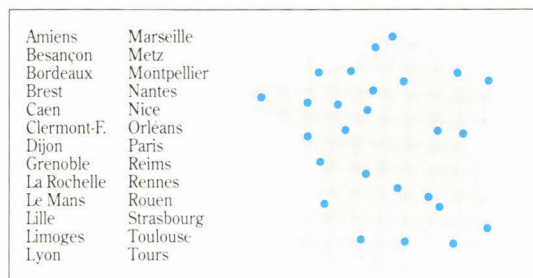 Amiens Marseille
Besançon Metz
Bordeaux Montpellier
Brest Nantes
Caen Nice
Clermont-F. Orléans
Dijon Paris
Grenoble Reims
La Rochelle Rennes
Le Mans Rouen
Lille Strasbourg
Limoges Toulouse
Lyon Tours